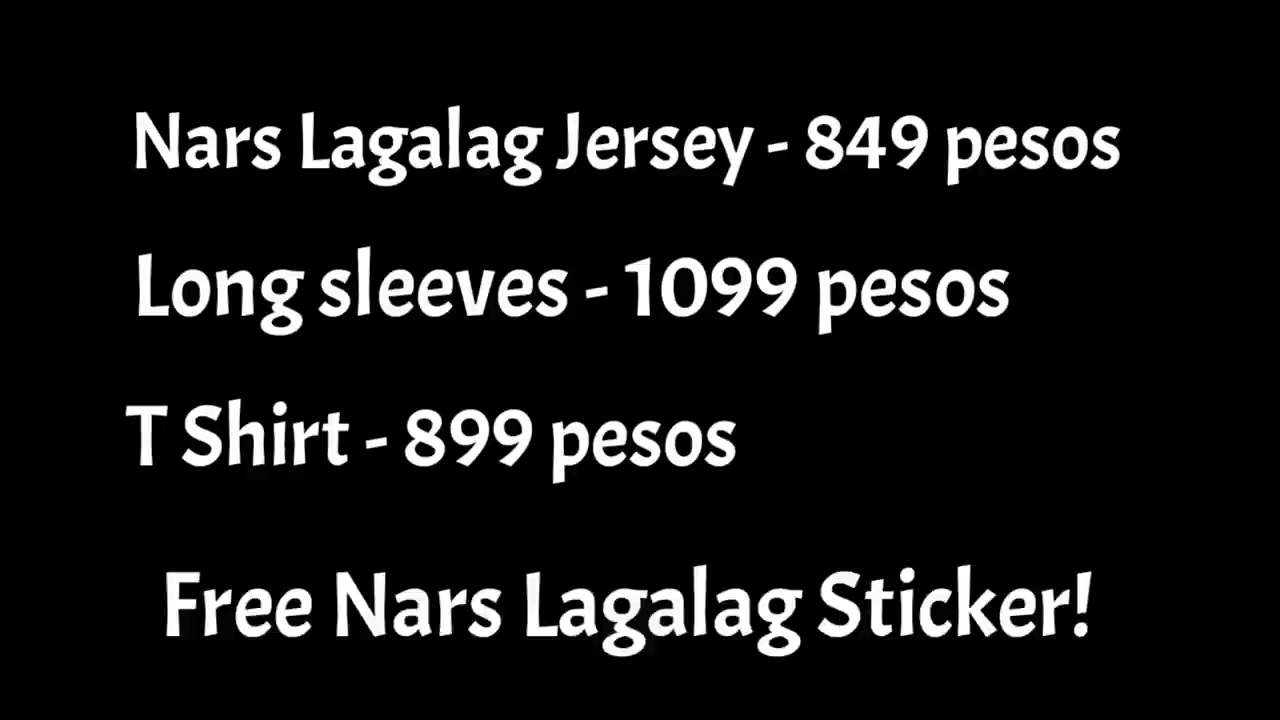 Nars Lagalag Jersey - 849 pesos
Long sleeves - 1099 pesos
T Shirt - 899 pesos
Free Nars Lagalag Sticker!